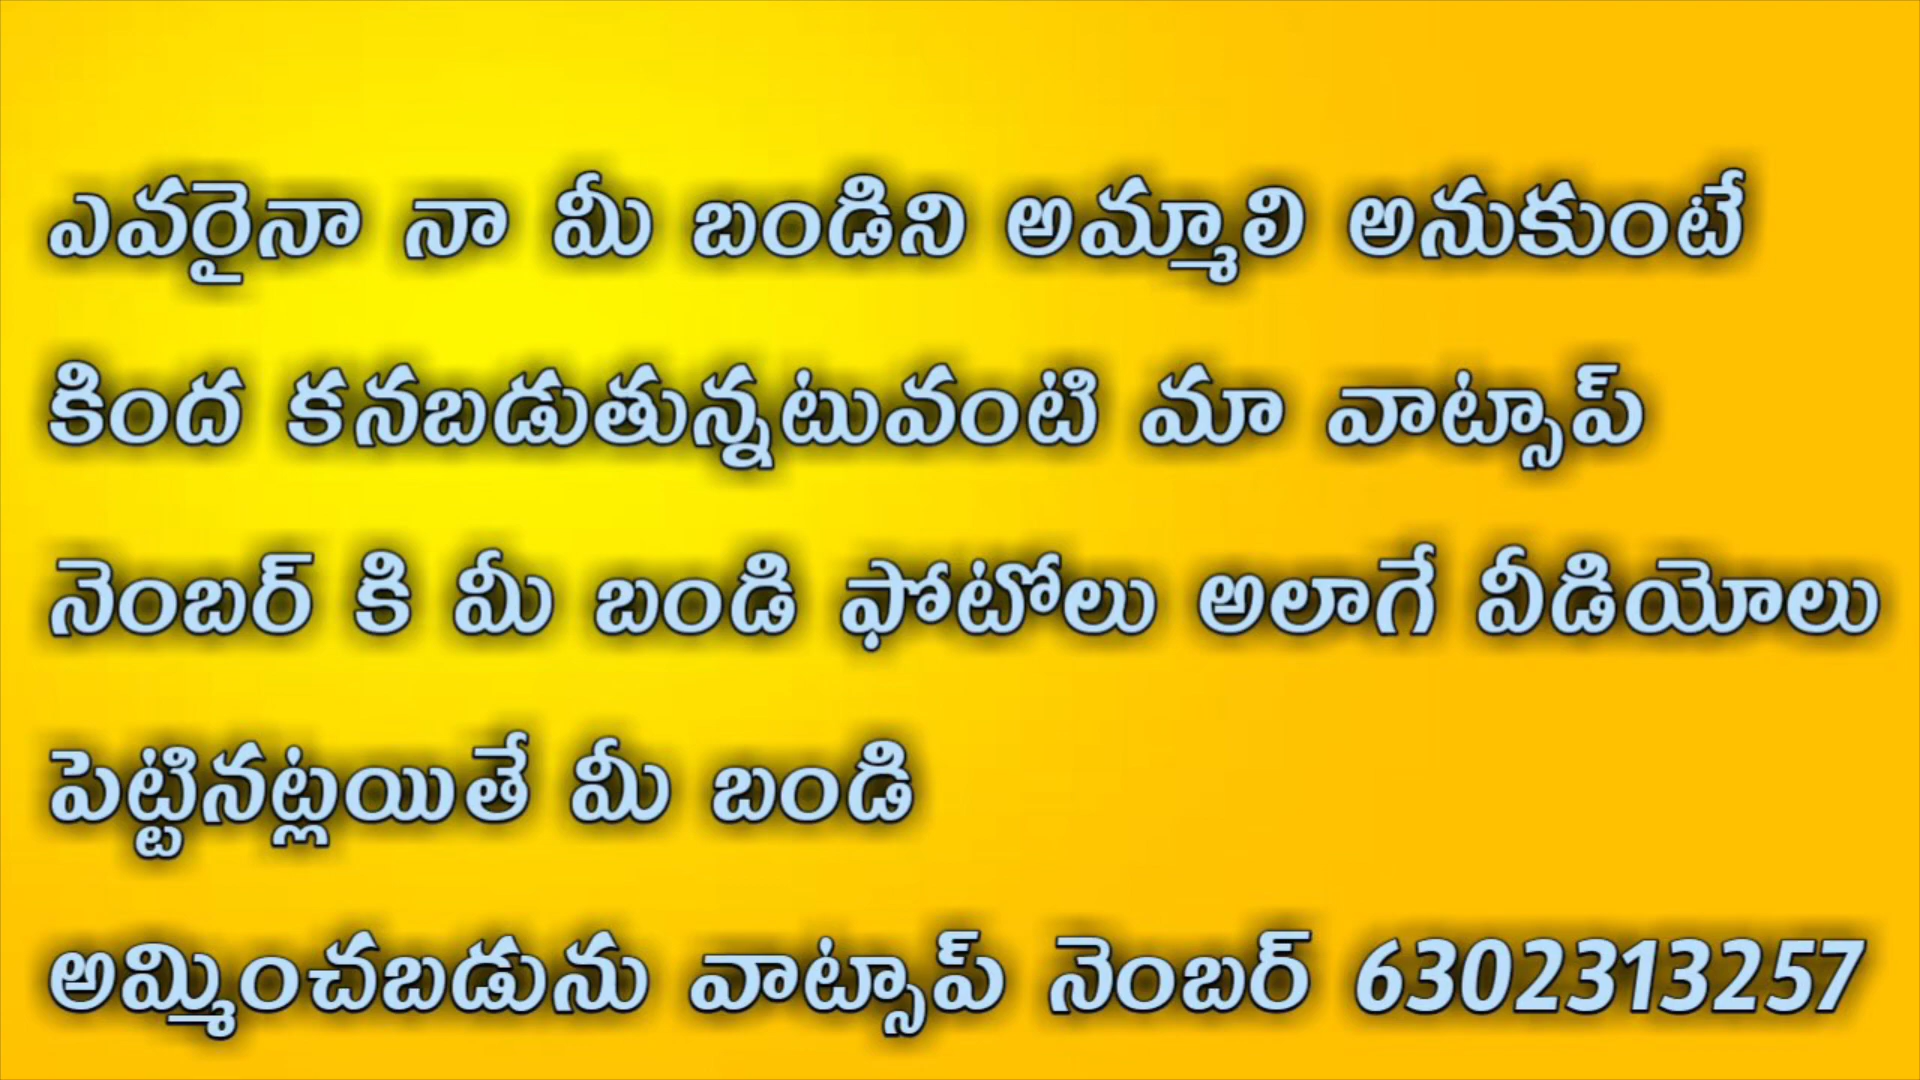 ఎవరైనా నా మీ బండిని అమ్మాలి అనుకుంటే
కింద కనబడుతున్నటువంటి మా వాట్సాప్
నెంబర్ కి మీ బండి ఫోటోలు అలాగే వీడియోలు
పెట్టినట్లయితే మీ బండి
అమ్మించబడును వాట్సాప్ నెంబర్ 6302313257